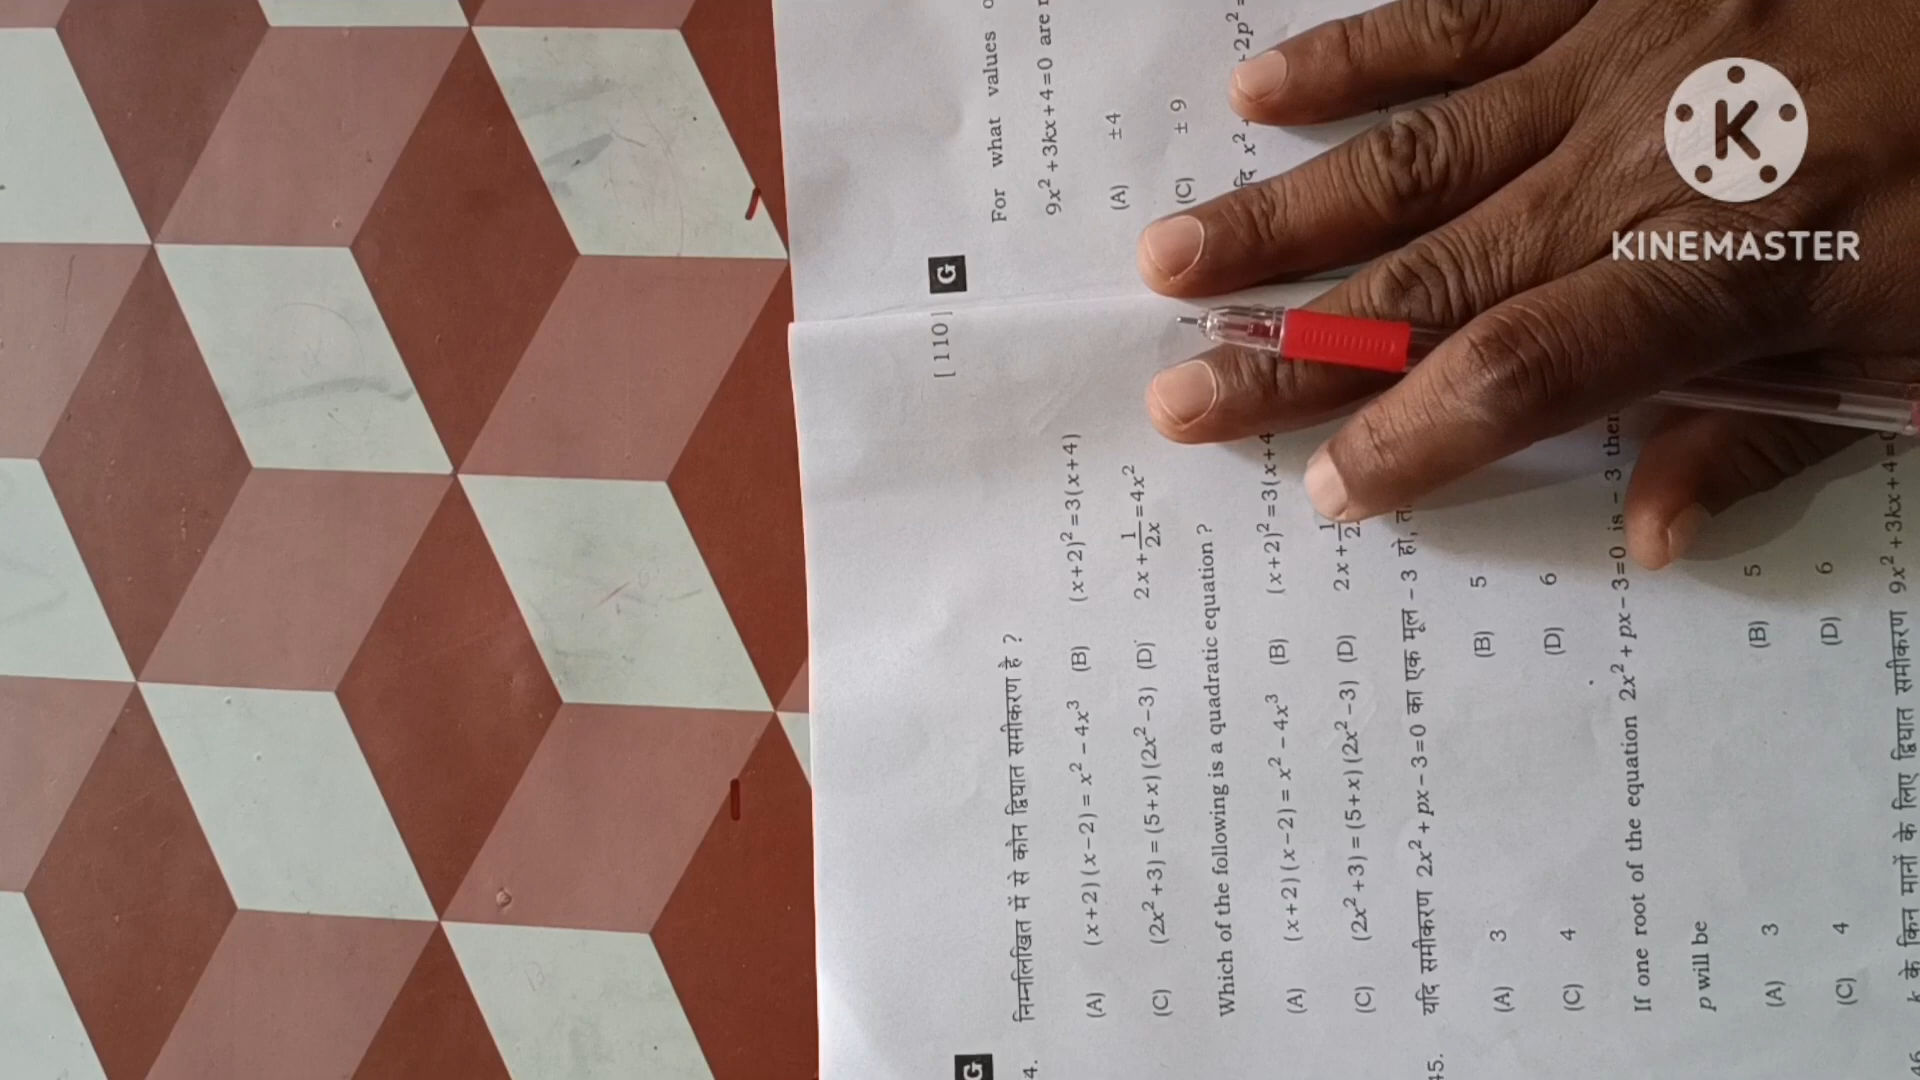 G
4. निम्नलिखित में से कौन द्विघात समीकरण है ?
(A) (x+2)(x−2) = x² − 4x³ (B) (x+2)² = 3(x+4)
(C) (2x²+3) = (5+x)(2x²−3) (D) 2x + 1/2x = 4x²
Which of the following is a quadratic equation ?
(A) (x+2)(x−2) = x² − 4x³ (B) (x+2)² = 3(x+4
(C) (2x²+3) = (5+x)(2x²−3) (D) 2x +
45. यदि समीकरण 2x² + px − 3 = 0 का एक मूल − 3 हो,
(A) 3 (B) 5
(C) 4 (D) 6
If one root of the equation 2x² + px − 3 = 0 is − 3 then
p will be
(A) 3 (B) 5
(C) 4 (D) 6
46. k के किन मानों के लिए द्विघात समीकरण 9x² + 3kx + 4 =
[ 110 ] G
For what values
9x² + 3kx + 4 = 0 are
(A) ±4
(C) ± 9
x²
2p² =
K
KINEMASTER